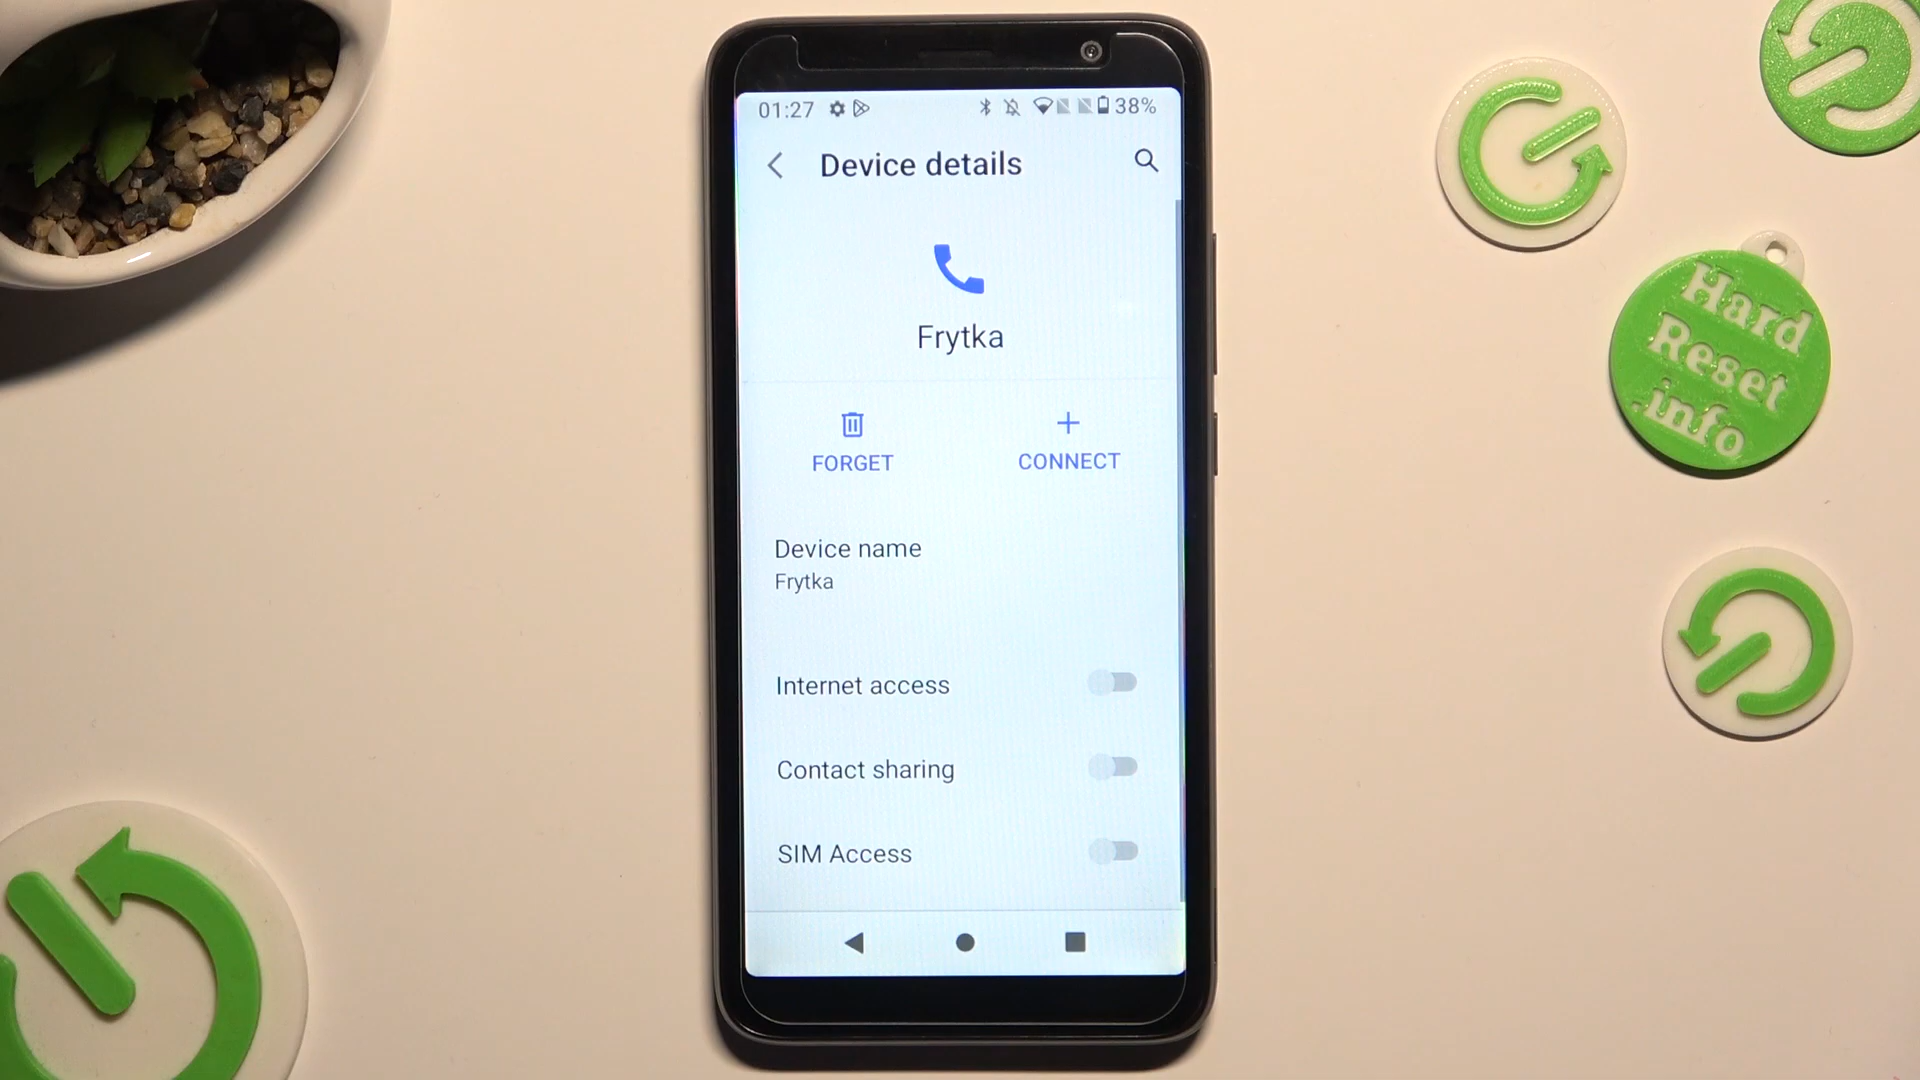 01:27 38%
Device details
Frytka
FORGET CONNECT
Device name
Frytka
Internet access
Contact sharing
SIM Access
Hard
Reset
.info